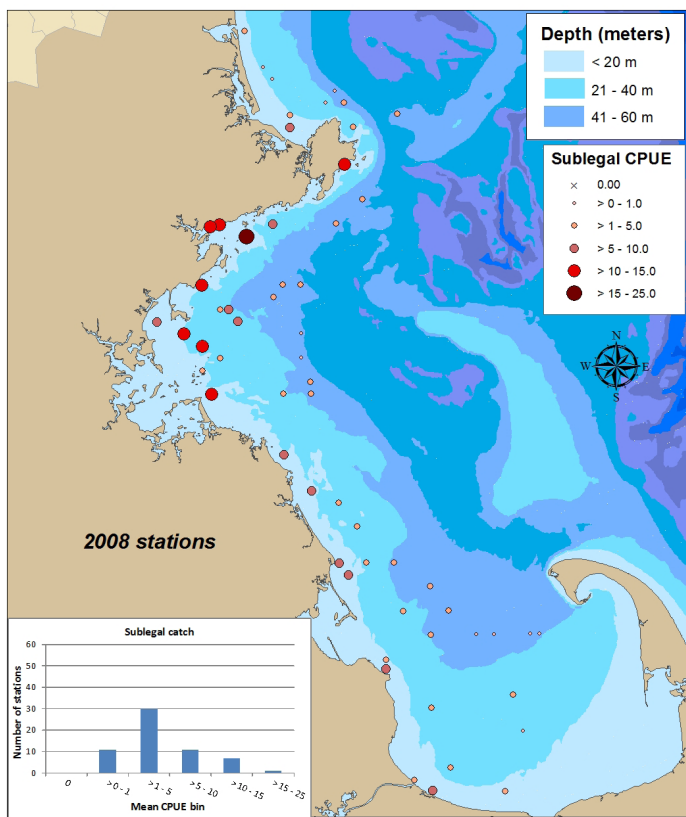 Depth (meters)
< 20 m
21 - 40 m
41 - 60 m
Sublegal CPUE
0.00
> 0 - 1.0
> 1 - 5.0
> 5 - 10.0
> 10 - 15.0
> 15 - 25.0
N
W E
S
2008 stations
Sublegal catch
Number of stations
60
50
40
30
20
10
0
0 >0 - 1 >1 - 5 >5 - 10 >10 - 15 >15 - 25
Mean CPUE bin